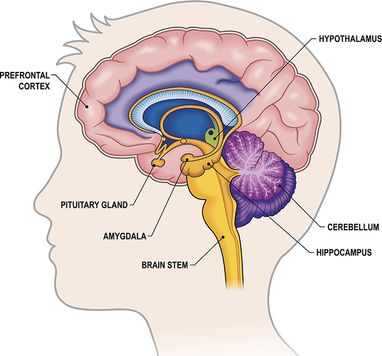 HYPOTHALAMUS
PREFRONTAL
CORTEX
PITUITARY GLAND
AMYGDALA
BRAIN STEM
CEREBELLUM
HIPPOCAMPUS